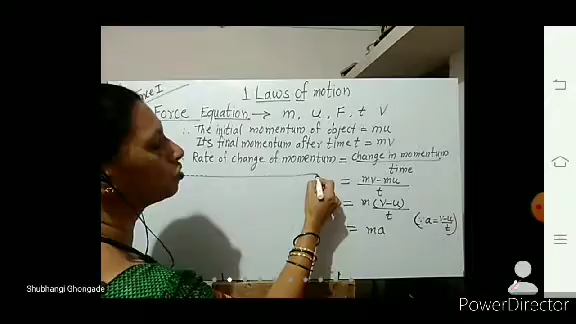 1 Laws of motion
Force Equation → m, u, F, t V
∴ The initial momentum of object = mu
Its final momentum after time t = mv
Rate of change of momentum = change in momentum / time
= mv - mu / t
= m (v-u) / t
= ma (∵ a = v-u / t)
Shubhangi Ghongade
PowerDirector